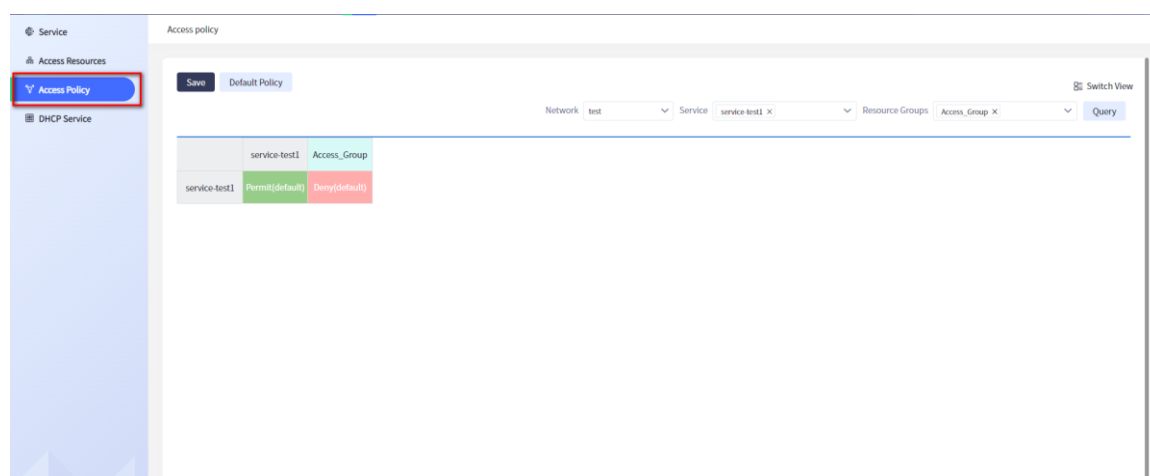 Service
Access Resources
Access Policy
DHCP Service
Access policy
Save Default Policy
Switch View
Network test Service service-test1 × Resource Groups Access_Group × Query
service-test1 Access_Group
service-test1 Permit(default) Deny(default)